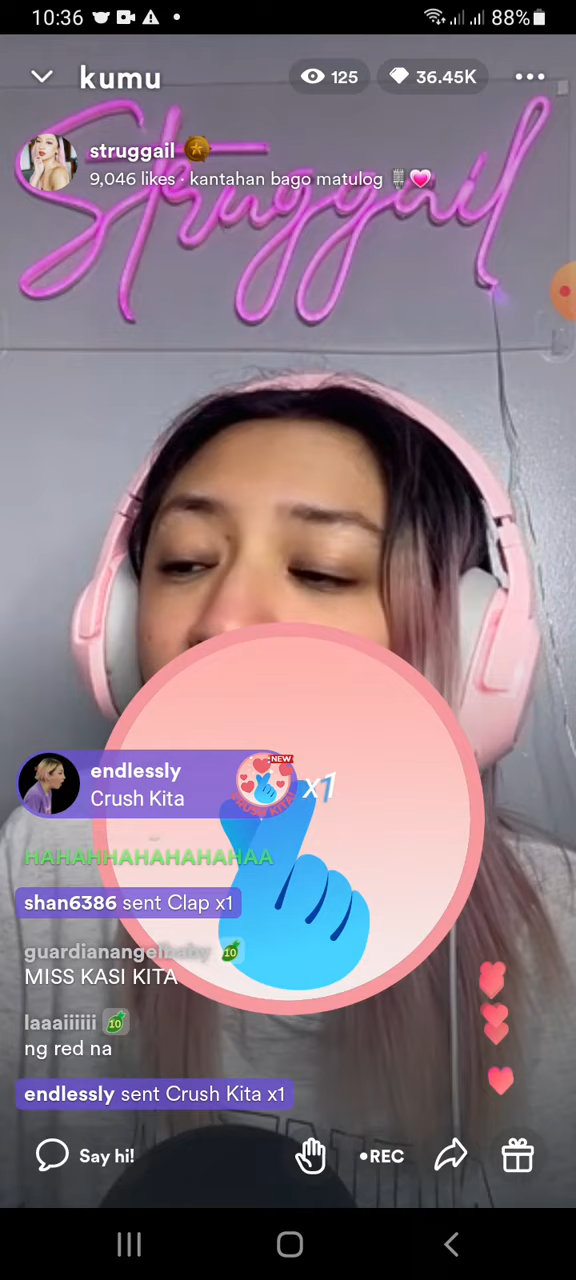 10:36
88%
kumu
125
36.45K
struggail
9,046 likes · kantahan bago matulog
Struggail
endlessly
Crush Kita
NEW
CRUSH KITA!
x1
HAHAHHAHAHAHAHAA
shan6386 sent Clap x1
guardianangelbaby 10
MISS KASI KITA
laaaiiiiii 10
ng red na
endlessly sent Crush Kita x1
Say hi!
•REC